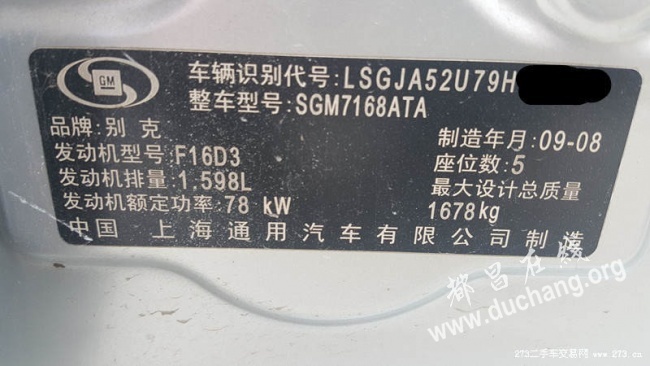 GM
车辆识别代号:LSGJA52U79H
整车型号:SGM7168ATA
品牌:别克 制造年月:09-08
发动机型号:F16D3 座位数:5
发动机排量:1.598L 最大设计总质量
发动机额定功率:78 kW 1678kg
中国 上海通用汽车有限公司制造
都昌在线
www.duchang.org
273二手车交易网 www.273.cn